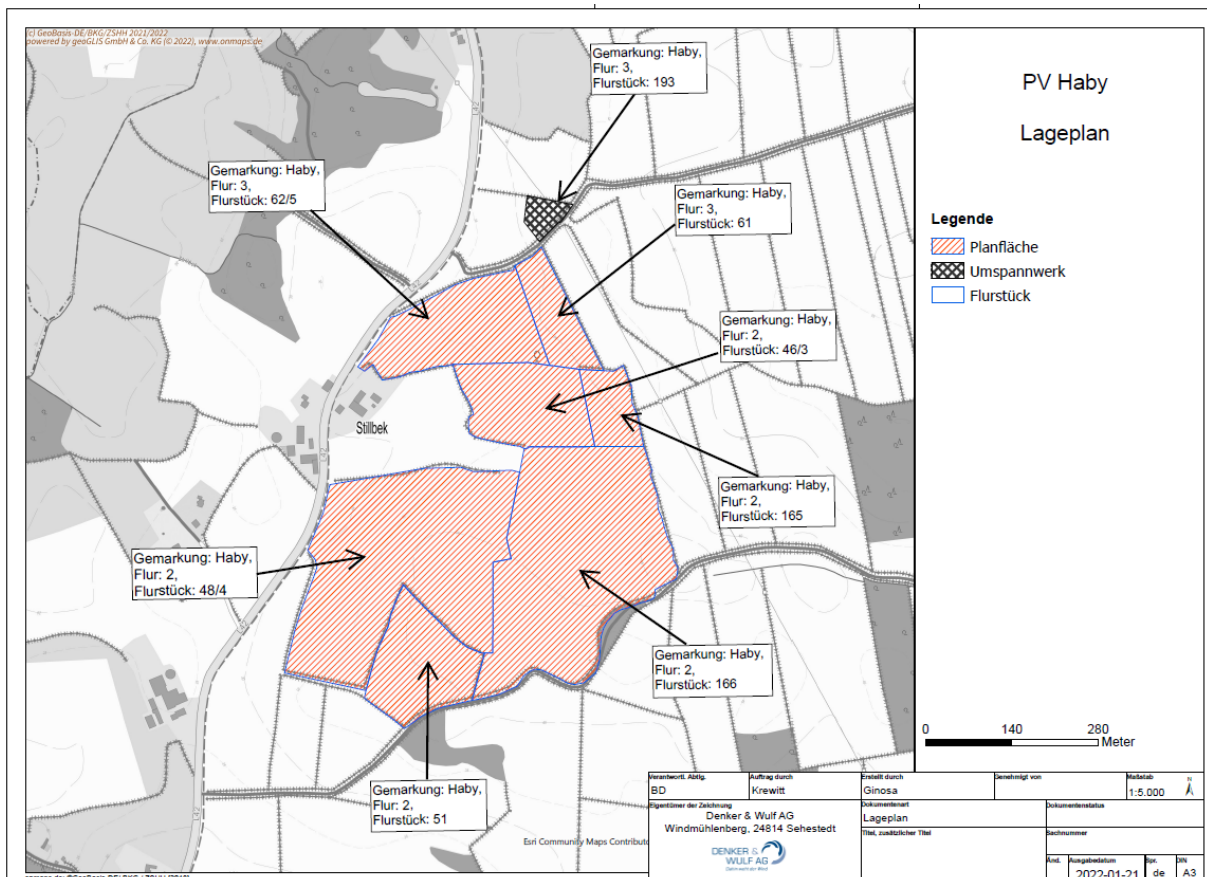 (c) GeoBasis-DE/BKG/ZSHH 2021/2022
powered by geoGLIS GmbH & Co. KG (© 2022), www.onmaps.de
Gemarkung: Haby,
Flur: 3,
Flurstück: 193
PV Haby
Lageplan
Gemarkung: Haby,
Flur: 3,
Flurstück: 62/5
Gemarkung: Haby,
Flur: 3,
Flurstück: 61
Legende
Planfläche
Umspannwerk
Flurstück
Gemarkung: Haby,
Flur: 2,
Flurstück: 46/3
Stillbek
Gemarkung: Haby,
Flur: 2,
Flurstück: 165
Gemarkung: Haby,
Flur: 2,
Flurstück: 48/4
Gemarkung: Haby,
Flur: 2,
Flurstück: 166
Gemarkung: Haby,
Flur: 2,
Flurstück: 51
0 140 280
Meter
Esri Community Maps Contributo
Verantwortl. Abtlg.
BD
Auftrag durch
Krewitt
Erstellt durch
Ginosa
Genehmigt von
Maßstab
1:5.000
N
Eigentümer der Zeichnung
Denker & Wulf AG
Windmühlenberg, 24814 Sehestedt
DENKER &
WULF AG
Dokumentenart
Lageplan
Dokumentenstatus
Titel, zusätzlicher Titel
Sachnummer
Änd.
Ausgabedatum
2022-01-21
Spr.
de
DIN
A3